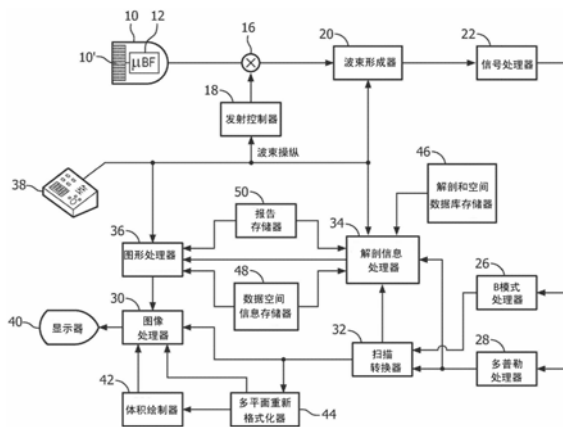 10
12
10'
μBF
16
20
波束形成器
22
信号处理器
18
发射控制器
波束操纵
38
46
解剖和空间
数据库存储器
50
报告
存储器
34
解剖信息
处理器
36
图形处理器
48
数据空间
信息存储器
26
B模式
处理器
30
图像
处理器
40
显示器
32
扫描
转换器
28
多普勒
处理器
42
体积绘制器
多平面重新
格式化器
44